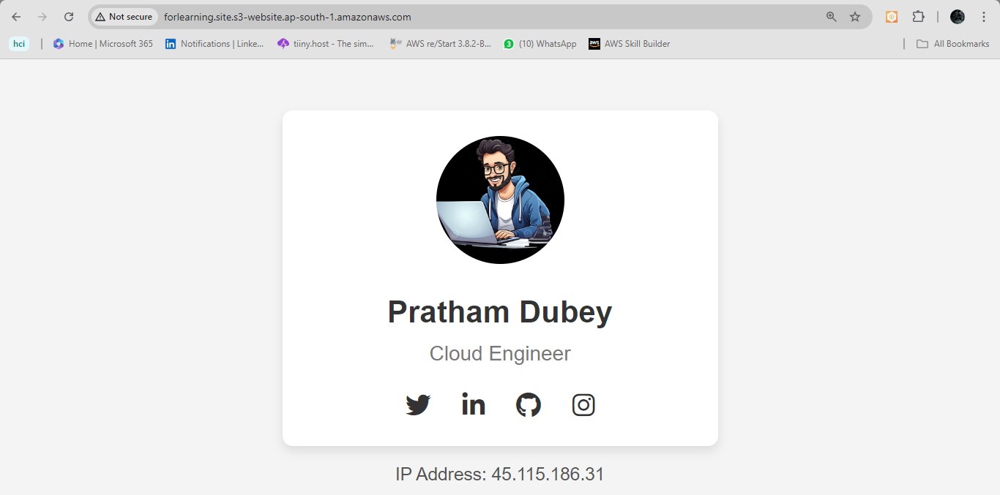 Not secure forlearning.site.s3-website.ap-south-1.amazonaws.com
hci Home | Microsoft 365 Notifications | Linke... tiiny.host - The sim... AWS re/Start 3.8.2-B... 3 (10) WhatsApp aws AWS Skill Builder All Bookmarks
Pratham Dubey
Cloud Engineer
in
IP Address: 45.115.186.31